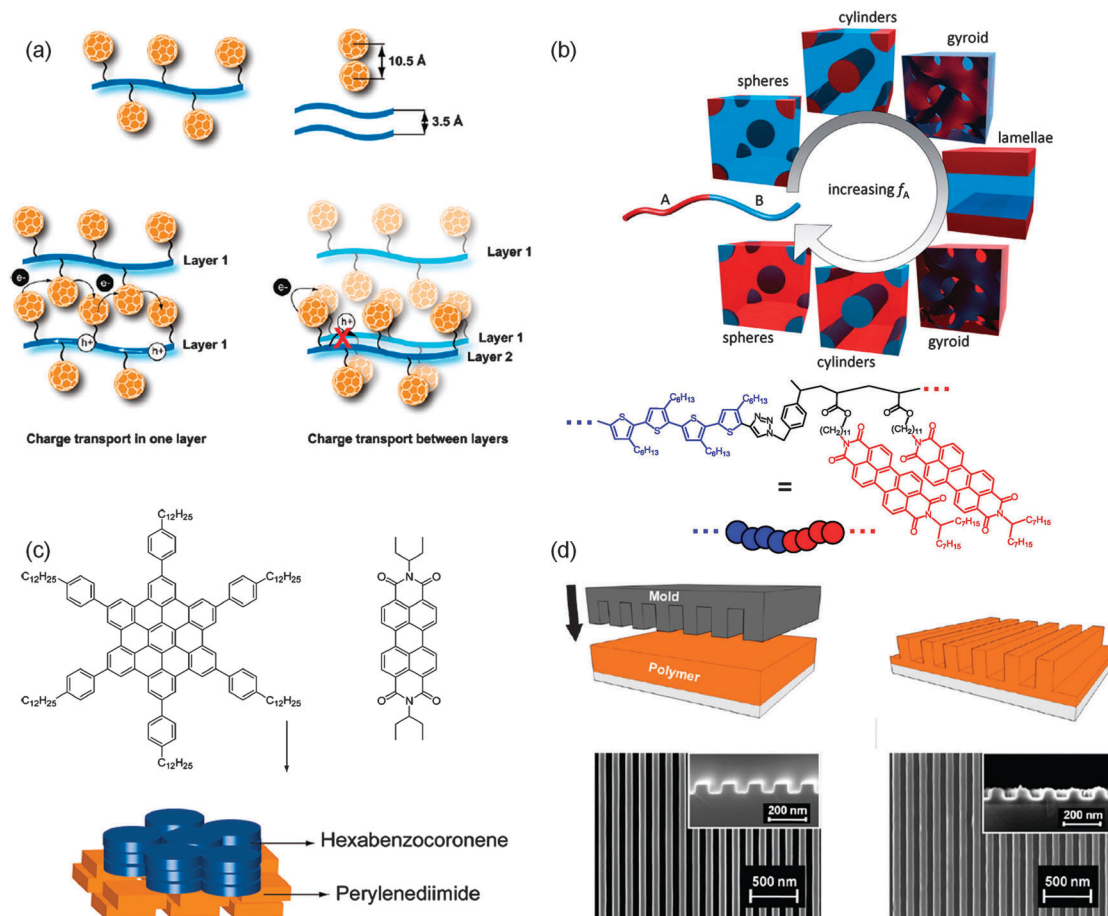 (a)
10.5 Å
3.5 Å
e-
e-
Layer 1
h+
h+
Layer 1
Charge transport in one layer
Layer 1
e-
h+
X
Layer 1
Layer 2
Charge transport between layers
(b)
cylinders
gyroid
spheres
lamellae
A
B
increasing fA
spheres
cylinders
gyroid
C6H13
C6H13
S
S
S
S
C6H13
C6H13
N=N
N
O
O
O
O
(CH2)11
(CH2)11
O
N
O
O
N
O
O
N
O
O
N
O
C7H15
C7H15
C7H15
C7H15
=
(c)
C12H25
C12H25
C12H25
C12H25
C12H25
C12H25
O
N
O
O
N
O
Hexabenzocoronene
Perylenediimide
(d)
Mold
Polymer
200 nm
500 nm
200 nm
500 nm